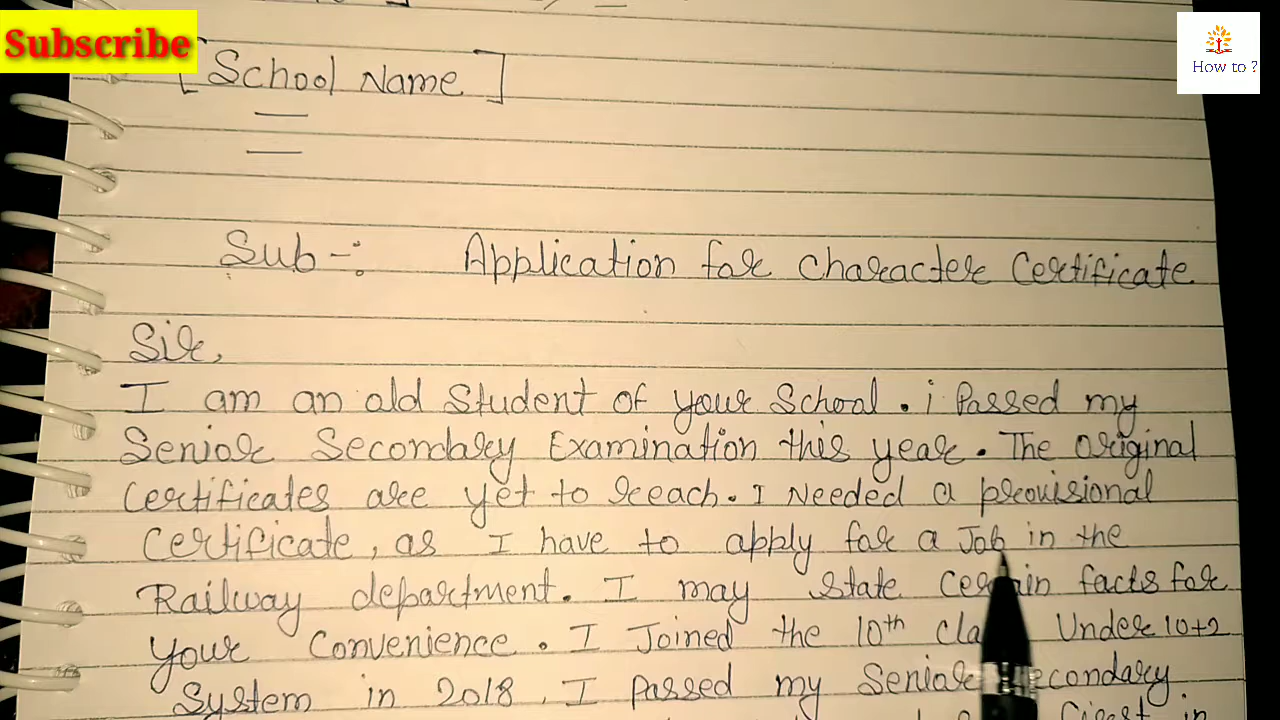 Subscribe
How to ?
[School Name]
Sub-: Application for character Certificate
Sir,
I am an old Student of your School. i Passed my
Senior Secondary Examination this year. The original
Certificates are yet to reach. I Needed a provisional
Certificate, as I have to apply for a Job in the
Railway department. I may state certain facts for
your Convenience. I Joined the 10th class Under 10+2
System in 2018, I passed my Senior Secondary